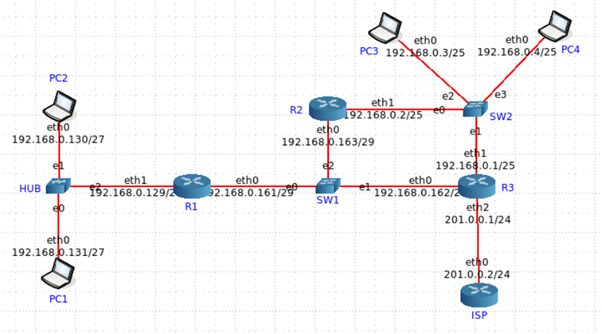 PC3
eth0
192.168.0.3/25
eth0
192.168.0.4/25
PC4
PC2
eth0
192.168.0.130/27
e1
R2
eth1
192.168.0.2/25
e0
e2
e3
SW2
e1
eth0
192.168.0.163/29
e2
eth1
192.168.0.1/25
HUB
e2
eth1
192.168.0.129/2
R1
eth0
192.168.0.161/29
e0
SW1
e1
eth0
192.168.0.162/2
R3
e0
eth0
192.168.0.131/27
PC1
eth2
201.0.0.1/24
eth0
201.0.0.2/24
ISP